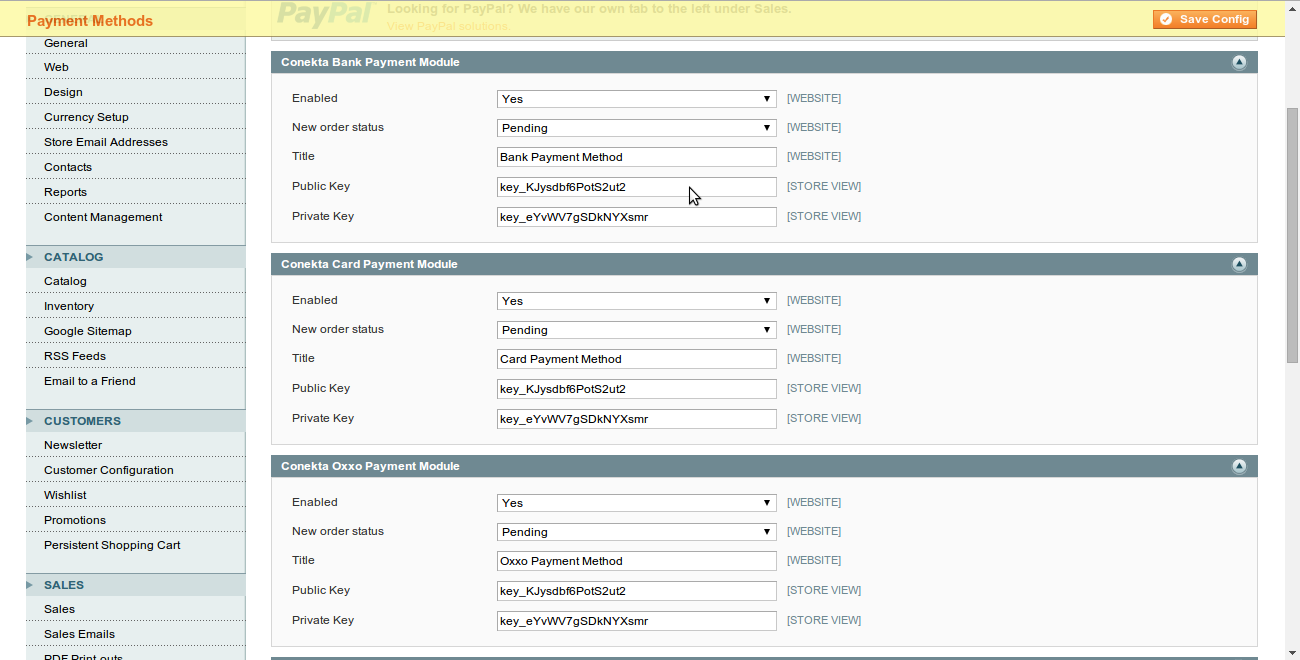 PayPal
Looking for PayPal? We have our own tab to the left under Sales.
View PayPal solutions.
Payment Methods
Save Config
General
Web
Design
Currency Setup
Store Email Addresses
Contacts
Reports
Content Management
CATALOG
Catalog
Inventory
Google Sitemap
RSS Feeds
Email to a Friend
CUSTOMERS
Newsletter
Customer Configuration
Wishlist
Promotions
Persistent Shopping Cart
SALES
Sales
Sales Emails
PDF Print-outs
Conekta Bank Payment Module
Enabled Yes [WEBSITE]
New order status Pending [WEBSITE]
Title Bank Payment Method [WEBSITE]
Public Key key_KJysdbf6PotS2ut2 [STORE VIEW]
Private Key key_eYvWV7gSDkNYXsmr [STORE VIEW]
Conekta Card Payment Module
Enabled Yes [WEBSITE]
New order status Pending [WEBSITE]
Title Card Payment Method [WEBSITE]
Public Key key_KJysdbf6PotS2ut2 [STORE VIEW]
Private Key key_eYvWV7gSDkNYXsmr [STORE VIEW]
Conekta Oxxo Payment Module
Enabled Yes [WEBSITE]
New order status Pending [WEBSITE]
Title Oxxo Payment Method [WEBSITE]
Public Key key_KJysdbf6PotS2ut2 [STORE VIEW]
Private Key key_eYvWV7gSDkNYXsmr [STORE VIEW]